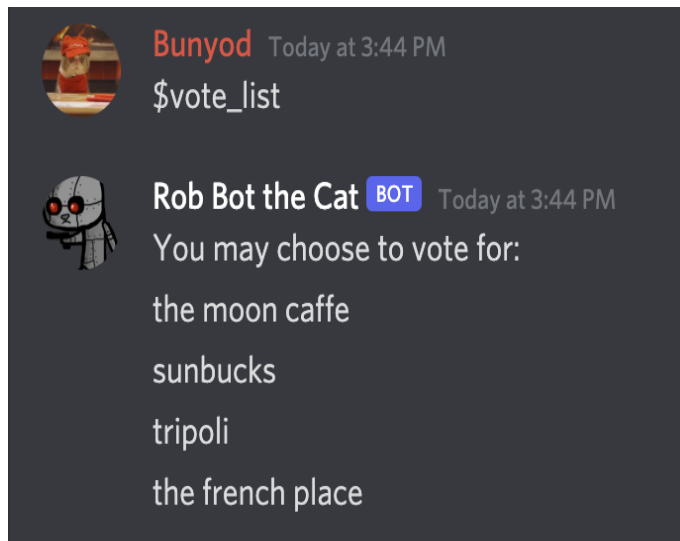 Bunyod Today at 3:44 PM
$vote_list
Rob Bot the Cat BOT Today at 3:44 PM
You may choose to vote for:
the moon caffe
sunbucks
tripoli
the french place